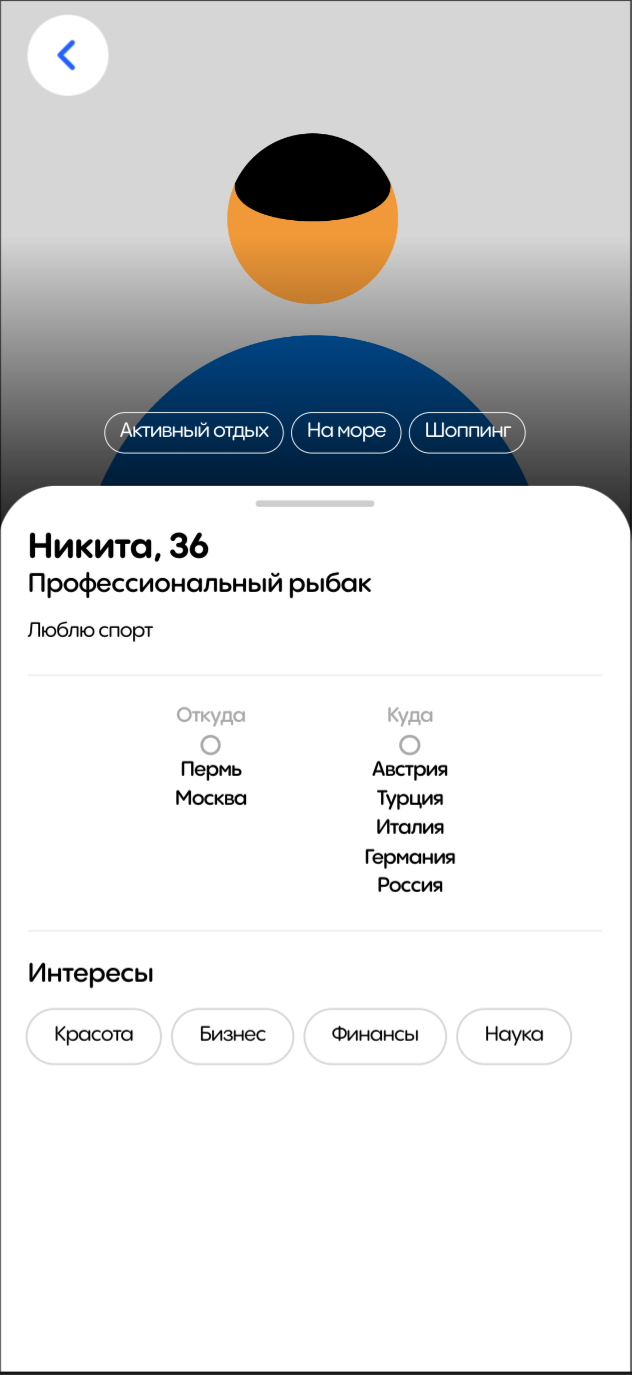 Активный отдых На море Шоппинг
Никита, 36
Профессиональный рыбак
Люблю спорт
Откуда
Пермь
Москва
Куда
Австрия
Турция
Италия
Германия
Россия
Интересы
Красота Бизнес Финансы Наука